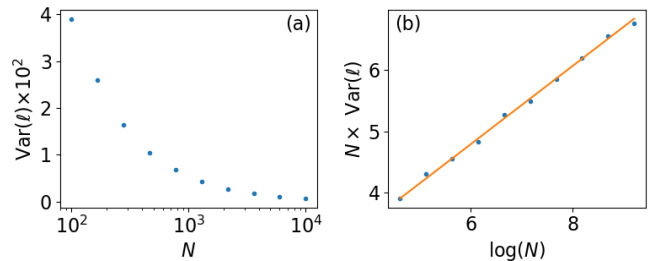 (a)
Var(ℓ)×10²
4
3
2
1
0
10² 10³ 10⁴
N
(b)
N × Var(ℓ)
6
5
4
6 8
log(N)